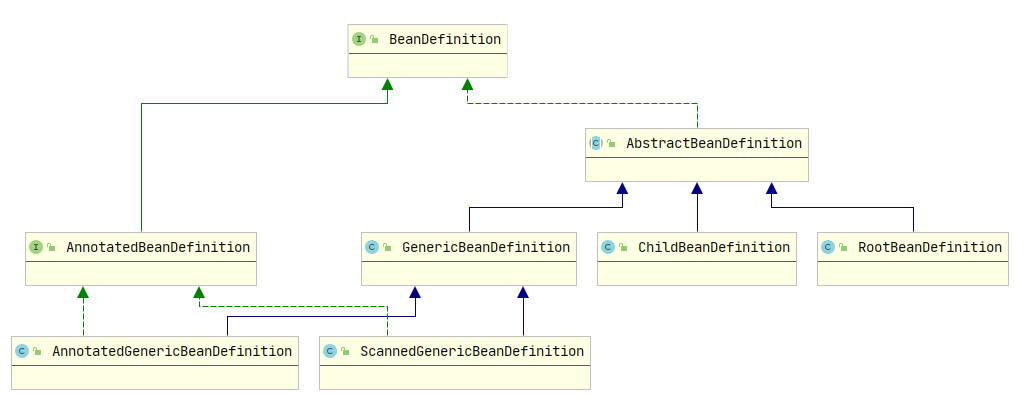 I BeanDefinition
C AbstractBeanDefinition
I AnnotatedBeanDefinition
C GenericBeanDefinition
C ChildBeanDefinition
C RootBeanDefinition
C AnnotatedGenericBeanDefinition
C ScannedGenericBeanDefinition